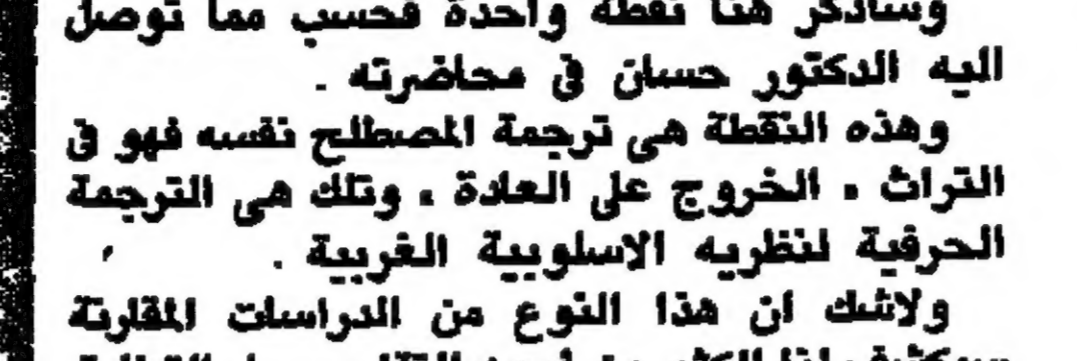 وسأذكر هنا نقطة واحدة فحسب مما توصل
اليه الدكتور حسان فى محاضرته .
وهذه النقطة هى ترجمة المصطلح نفسه فهو فى
التراث « الخروج على العادة » وتلك هى الترجمة
الحرفية لنظريه الاسلوبية الغربية .
ولاشك ان هذا النوع من الدراسات المقارنة